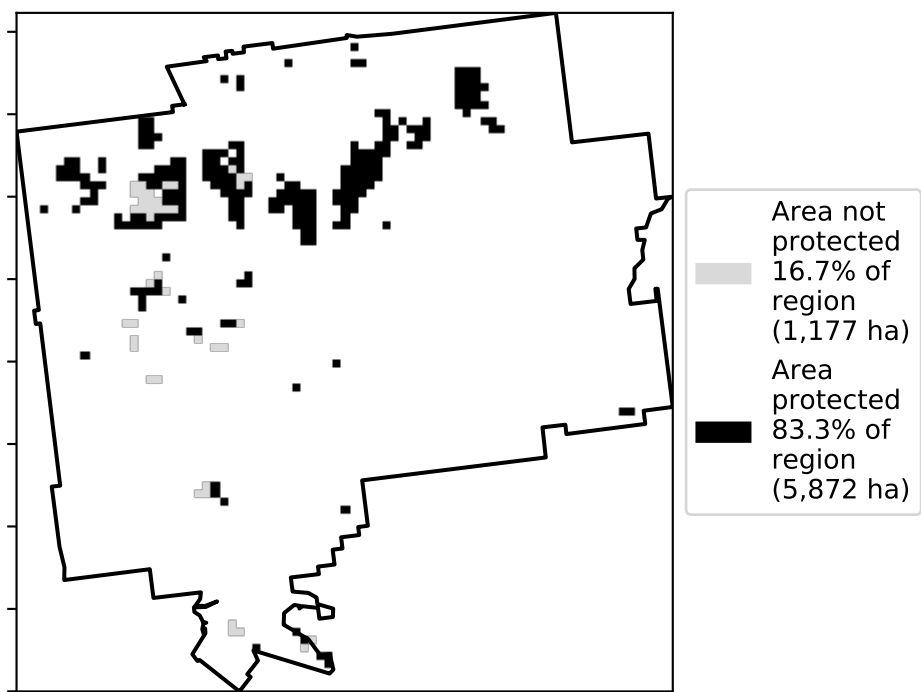 Area not
protected
16.7% of
region
(1,177 ha)
Area
protected
83.3% of
region
(5,872 ha)